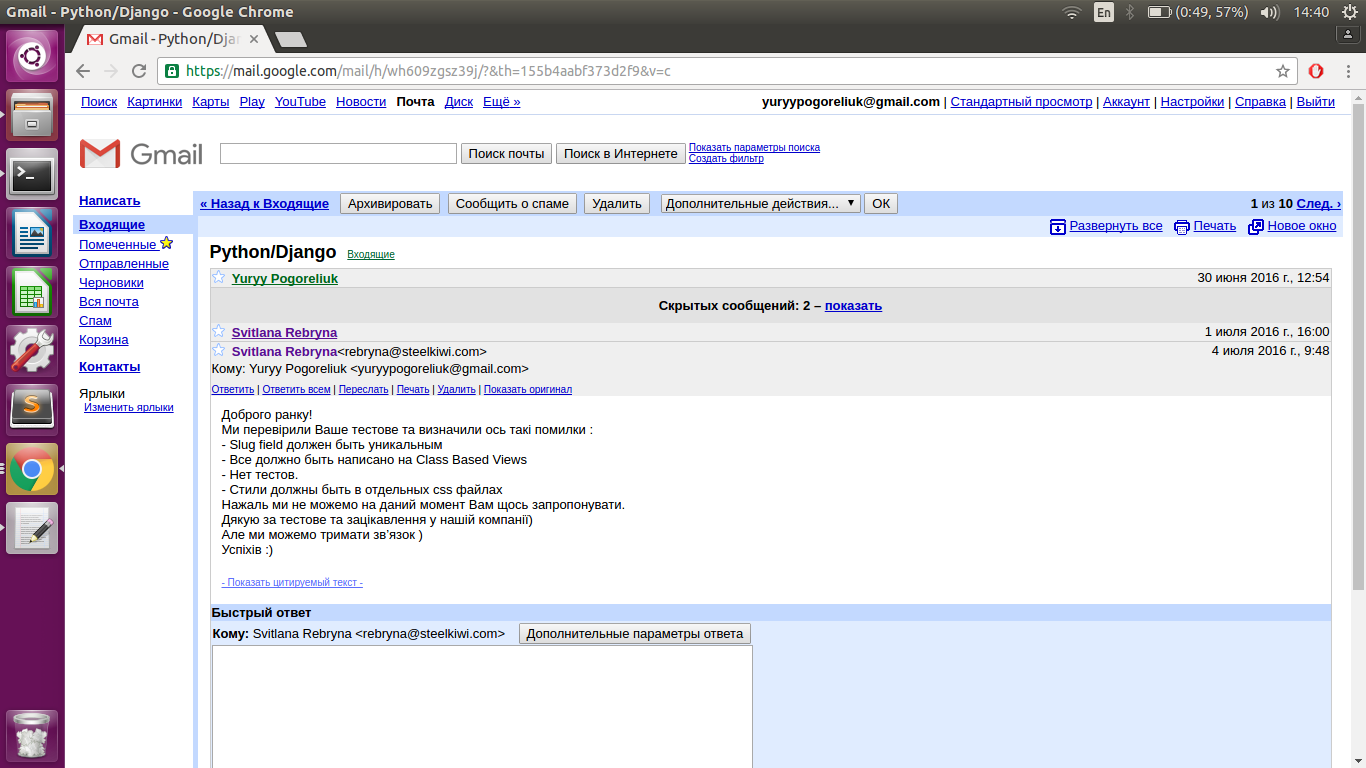 Gmail - Python/Django - Google Chrome
En (0:49, 57%) 14:40
Gmail - Python/Djan
https://mail.google.com/mail/h/wh609zgsz39j/?&th=155b4aabf373d2f9&v=c
Поиск Картинки Карты Play YouTube Новости Почта Диск Ещё »
yuryypogoreliuk@gmail.com | Стандартный просмотр | Аккаунт | Настройки | Справка | Выйти
Gmail
Поиск почты Поиск в Интернете
Показать параметры поиска
Создать фильтр
Написать
Входящие
Помеченные
Отправленные
Черновики
Вся почта
Спам
Корзина
Контакты
Ярлыки
Изменить ярлыки
« Назад к Входящие Архивировать Сообщить о спаме Удалить Дополнительные действия... ОК 1 из 10 След. ›
Развернуть все Печать Новое окно
Python/Django Входящие
Yuryy Pogoreliuk 30 июня 2016 г., 12:54
Скрытых сообщений: 2 – показать
Svitlana Rebryna 1 июля 2016 г., 16:00
Svitlana Rebryna<rebryna@steelkiwi.com> 4 июля 2016 г., 9:48
Кому: Yuryy Pogoreliuk <yuryypogoreliuk@gmail.com>
Ответить | Ответить всем | Переслать | Печать | Удалить | Показать оригинал
Доброго ранку!
Ми перевірили Ваше тестове та визначили ось такі помилки :
- Slug field должен быть уникальным
- Все должно быть написано на Class Based Views
- Нет тестов.
- Стили должны быть в отдельных css файлах
Нажаль ми не можемо на даний момент Вам щось запропонувати.
Дякую за тестове та зацікавлення у нашій компанії)
Але ми можемо тримати зв'язок )
Успіхів :)
- Показать цитируемый текст -
Быстрый ответ
Кому: Svitlana Rebryna <rebryna@steelkiwi.com> Дополнительные параметры ответа